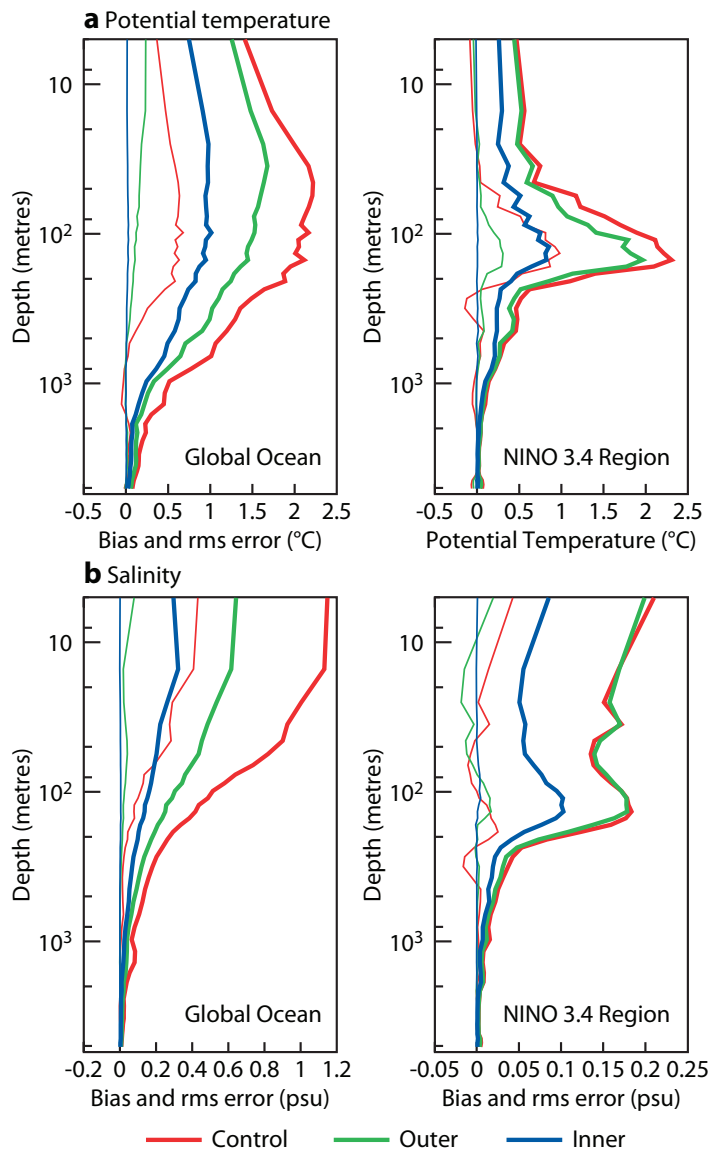 a Potential temperature
10
10²
10³
Depth (metres)
Global Ocean
-0.5 0 0.5 1 1.5 2 2.5
Bias and rms error (°C)
10
10²
10³
Depth (metres)
NINO 3.4 Region
-0.5 0 0.5 1 1.5 2 2.5
Potential Temperature (°C)
b Salinity
10
10²
10³
Depth (metres)
Global Ocean
-0.2 0 0.2 0.4 0.6 0.8 1 1.2
Bias and rms error (psu)
10
10²
10³
Depth (metres)
NINO 3.4 Region
-0.05 0 0.05 0.15 0.15 0.2 0.25
Bias and rms error (psu)
Control Outer Inner